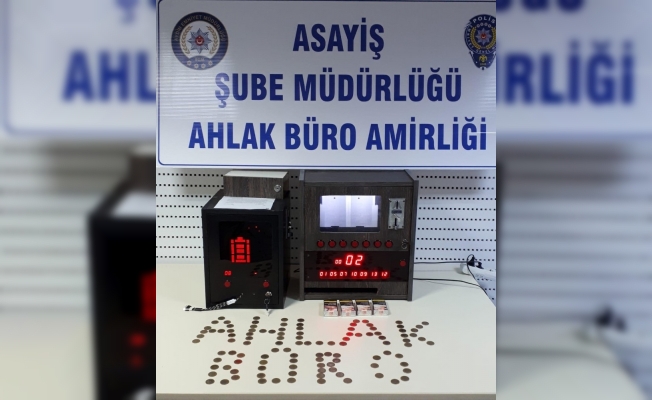 ASAYİŞ
ŞUBE MÜDÜRLÜĞÜ
AHLAK BÜRO AMİRLİĞİ
02
AHLAK
BÜRO